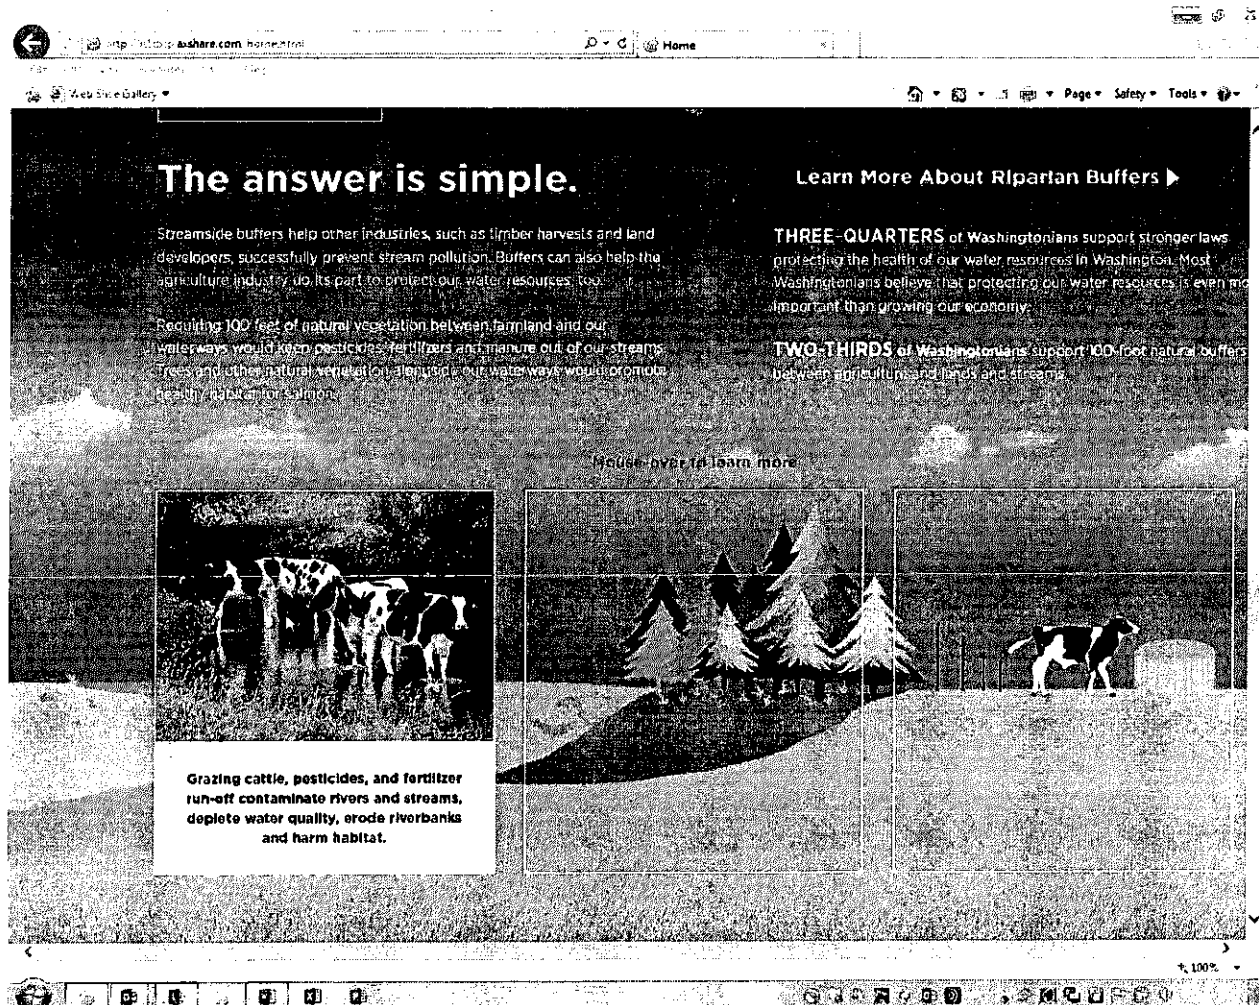 axshare.com
Home
Web Slice Gallery
Page
Safety
Tools
The answer is simple.
Streamside buffers help other industries, such as timber harvests and land
developers, successfully prevent stream pollution. Buffers can also help the
agriculture industry do its part to protect our water resources, too.
Requiring 100 feet of natural vegetation between farmland and our
waterways would keep pesticides, fertilizers and manure out of our streams.
Trees and other natural vegetation alongside our waterways would promote
healthy habitat for salmon.
Learn More About Riparian Buffers
THREE-QUARTERS of Washingtonians support stronger laws
protecting the health of our water resources in Washington. Most
Washingtonians believe that protecting our water resources is even mo
important than growing our economy.
TWO-THIRDS of Washingtonians support 100-foot natural buffers
between agricultural lands and streams.
Mouse-over to learn more
Grazing cattle, pesticides, and fertilizer
run-off contaminate rivers and streams,
deplete water quality, erode riverbanks
and harm habitat.
100%